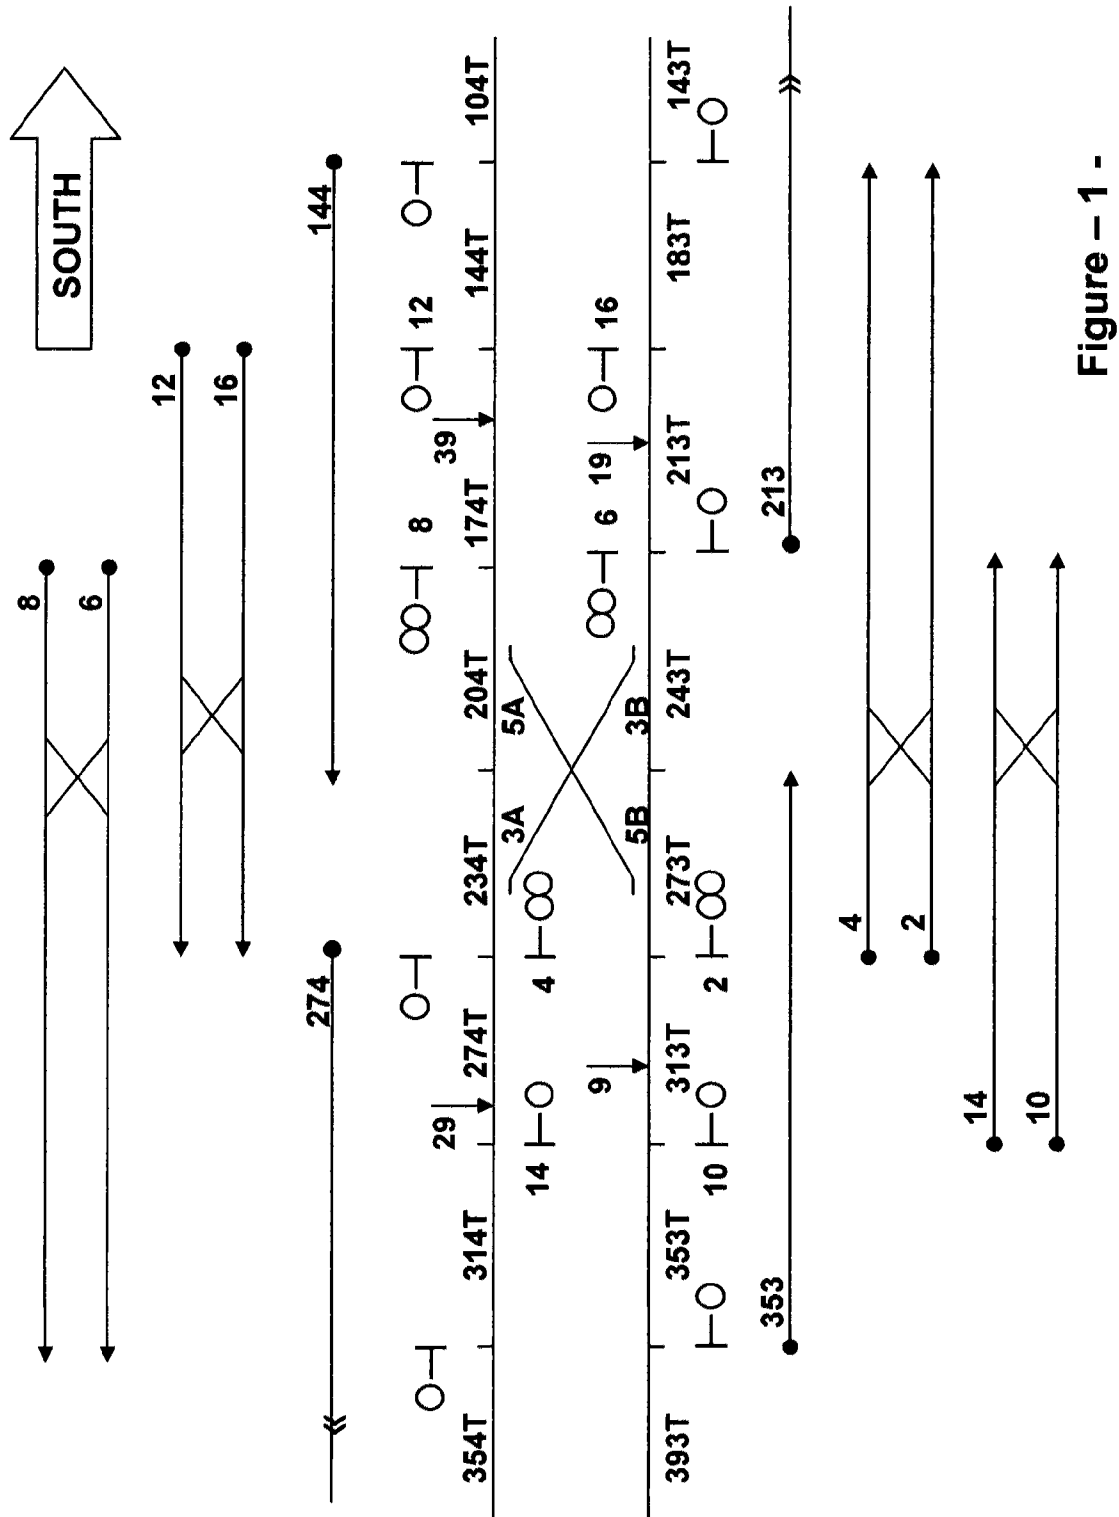 SOUTH
8
6
12
16
144
274
8
12
39
29
354T
314T
274T
234T
204T
174T
144T
104T
14
4
3A
5A
5B
3B
9
6
19
16
393T
353T
313T
273T
243T
213T
183T
143T
10
2
353
213
4
2
14
10
Figure – 1 -